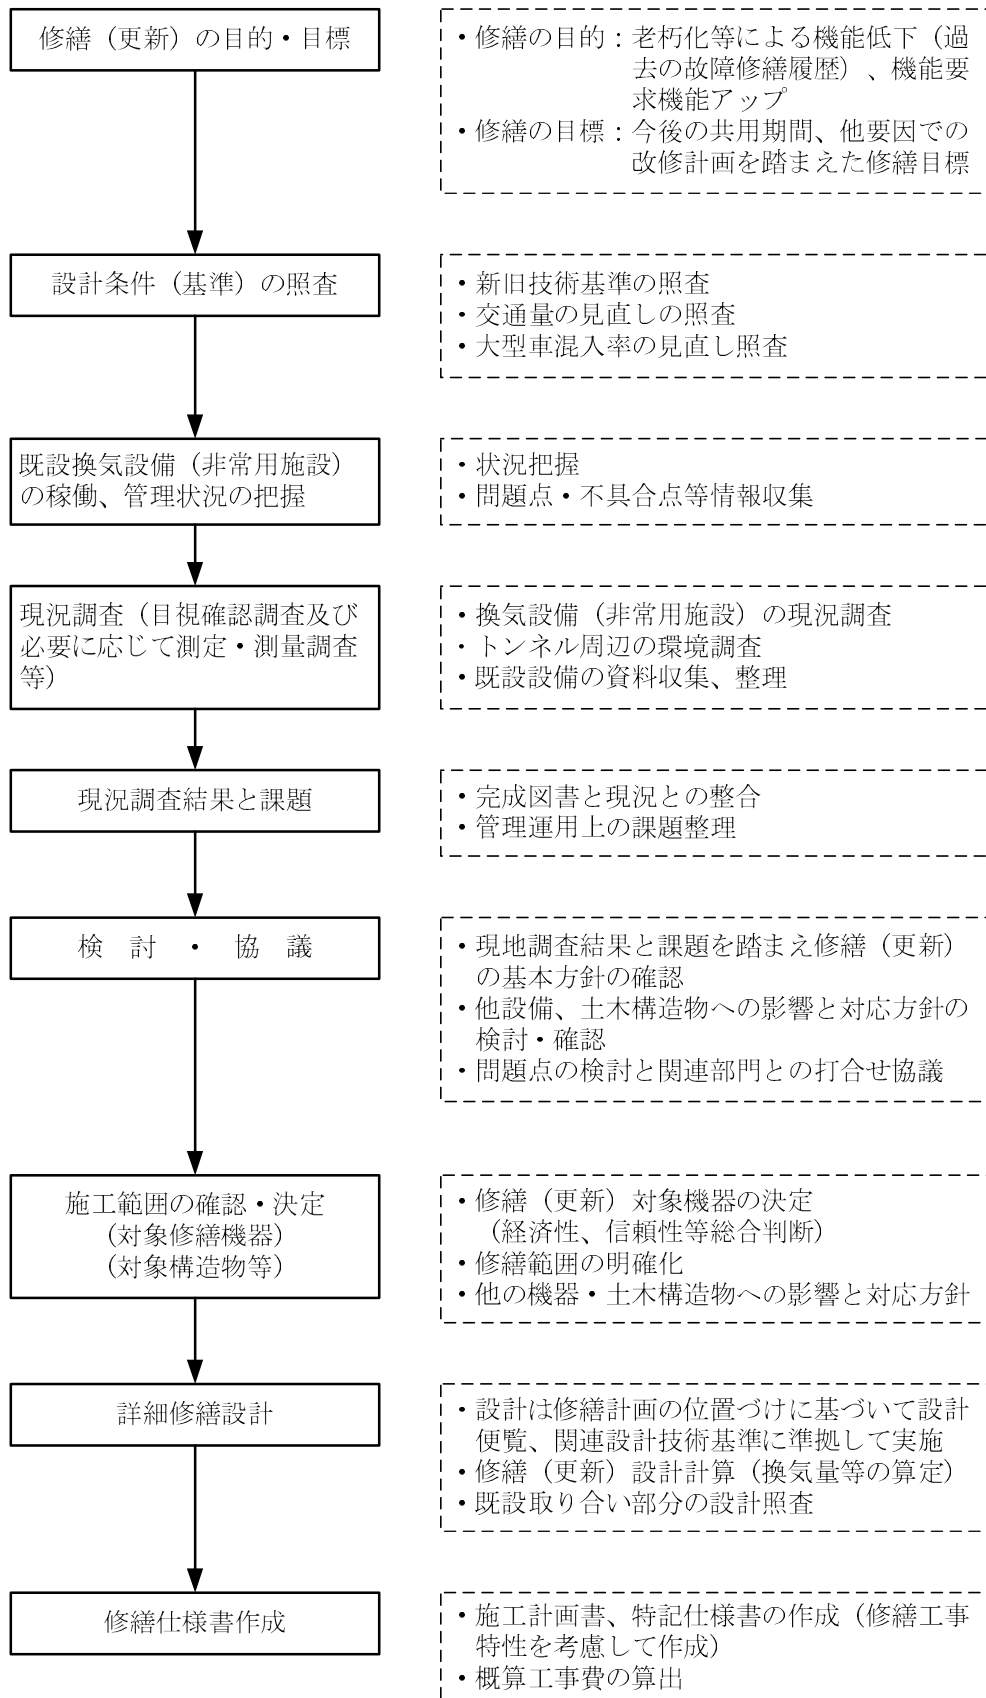 修繕（更新）の目的・目標
・修繕の目的：老朽化等による機能低下（過
去の故障修繕履歴）、機能要
求機能アップ
・修繕の目標：今後の共用期間、他要因での
改修計画を踏まえた修繕目標
設計条件（基準）の照査
・新旧技術基準の照査
・交通量の見直しの照査
・大型車混入率の見直し照査
既設換気設備（非常用施設）
の稼働、管理状況の把握
・状況把握
・問題点・不具合点等情報収集
現況調査（目視確認調査及び
必要に応じて測定・測量調査
等）
・換気設備（非常用施設）の現況調査
・トンネル周辺の環境調査
・既設設備の資料収集、整理
現況調査結果と課題
・完成図書と現況との整合
・管理運用上の課題整理
検　討　・　協　議
・現地調査結果と課題を踏まえ修繕（更新）
の基本方針の確認
・他設備、土木構造物への影響と対応方針の
検討・確認
・問題点の検討と関連部門との打合せ協議
施工範囲の確認・決定
（対象修繕機器）
（対象構造物等）
・修繕（更新）対象機器の決定
（経済性、信頼性等総合判断）
・修繕範囲の明確化
・他の機器・土木構造物への影響と対応方針
詳細修繕設計
・設計は修繕計画の位置づけに基づいて設計
便覧、関連設計技術基準に準拠して実施
・修繕（更新）設計計算（換気量等の算定）
・既設取り合い部分の設計照査
修繕仕様書作成
・施工計画書、特記仕様書の作成（修繕工事
特性を考慮して作成）
・概算工事費の算出